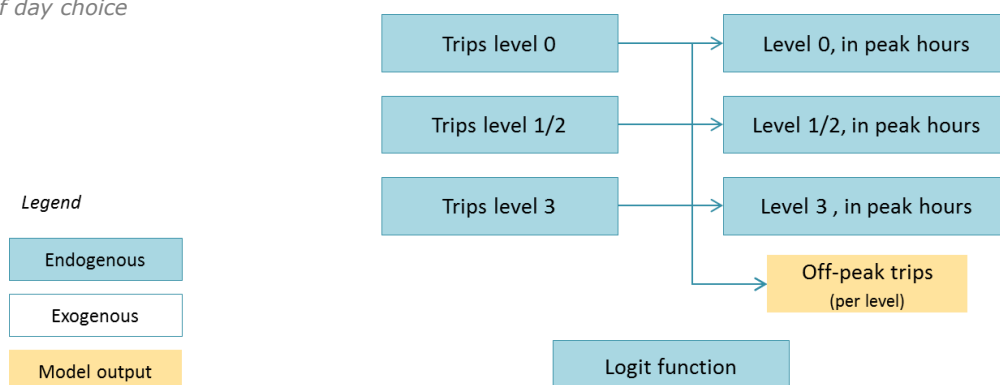 day choice
Trips level 0
Level 0, in peak hours
Trips level 1/2
Level 1/2, in peak hours
Legend
Trips level 3
Level 3 , in peak hours
Endogenous
Off-peak trips
(per level)
Exogenous
Logit function
Model output